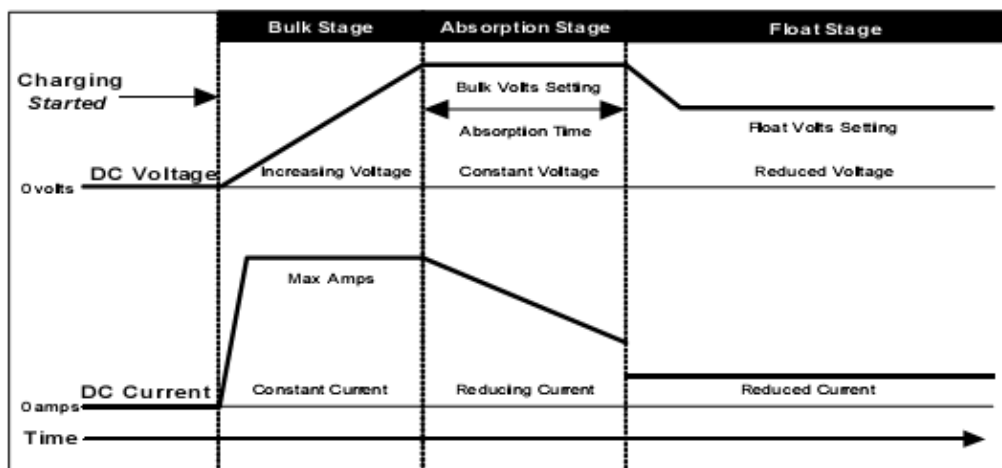 Bulk Stage
Absorption Stage
Float Stage
Charging
Started
Bulk Volts Setting
Absorption Time
Float Volts Setting
DC Voltage
0 volts
Increasing Voltage
Constant Voltage
Reduced Voltage
Max Amps
DC Current
0 amps
Constant Current
Reducing Current
Reduced Current
Time